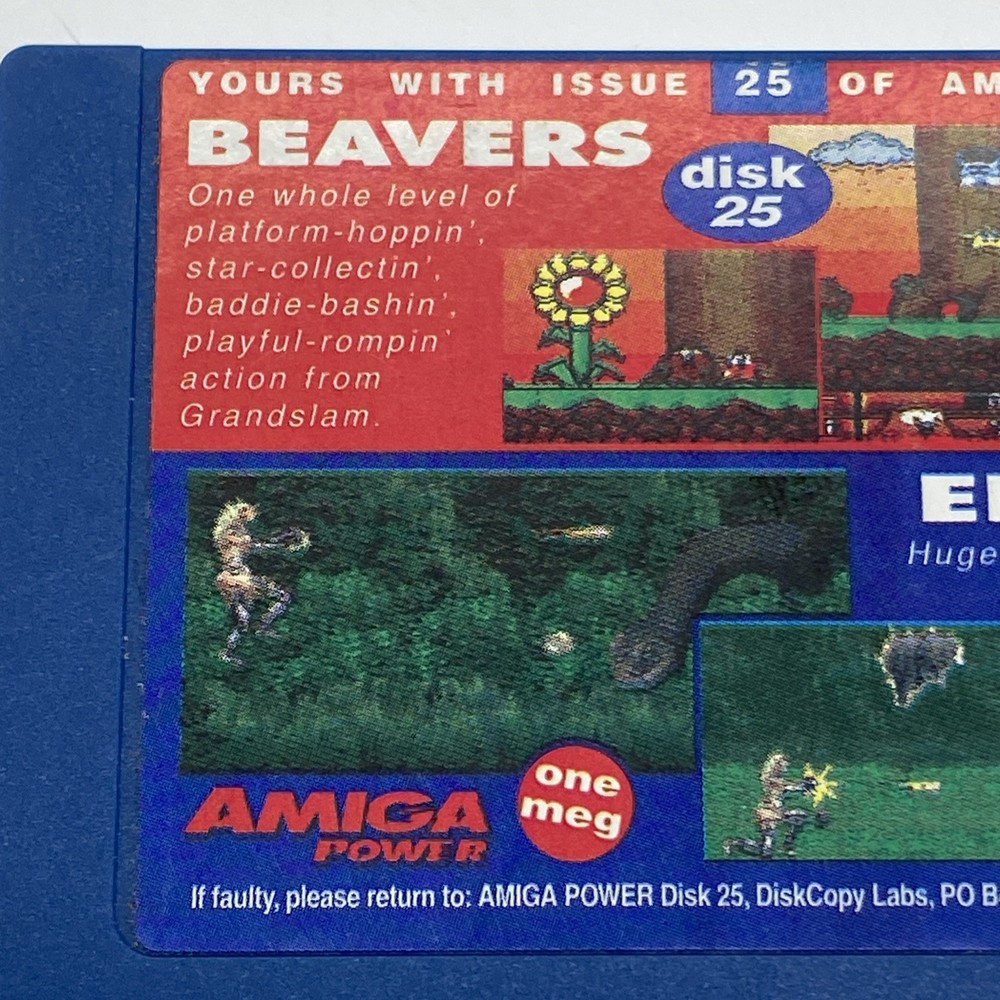 YOURS WITH ISSUE 25 OF AM
BEAVERS
disk
25
One whole level of
platform-hoppin',
star-collectin',
baddie-bashin',
playful-rompin`
action from
Grandslam.
Huge
one
meg
AMIGA
POWER
If faulty, please return to: AMIGA POWER Disk 25, DiskCopy Labs, PO B